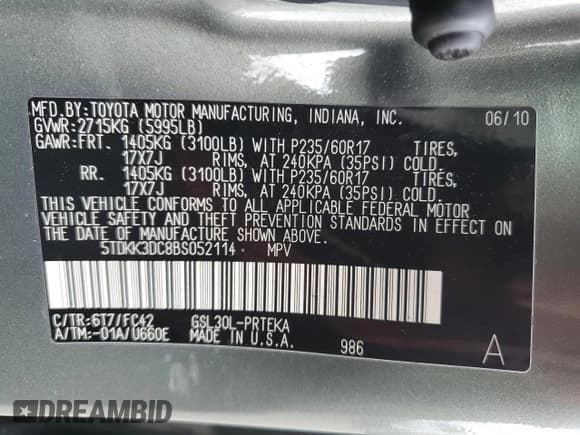 MFD.BY:TOYOTA MOTOR MANUFACTURING, INDIANA, INC. 06/10
GVWR:2715KG (5995LB)
GAWR:FRT. 1405KG (3100LB) WITH P235/60R17 TIRES,
17X7J RIMS, AT 240KPA (35PSI) COLD.
RR. 1405KG (3100LB) WITH P235/60R17 TIRES,
17X7J RIMS, AT 240KPA (35PSI) COLD.
THIS VEHICLE CONFORMS TO ALL APPLICABLE FEDERAL MOTOR
VEHICLE SAFETY AND THEFT PREVENTION STANDARDS IN EFFECT ON
THE DATE OF MANUFACTURE SHOWN ABOVE.
5TDKK3DC8BS052114 MPV
C/TR:6T7/FC42 GSL30L-PRTEKA
A/TM:-01A/U660E MADE IN U.S.A. 986 A
DREAMBID